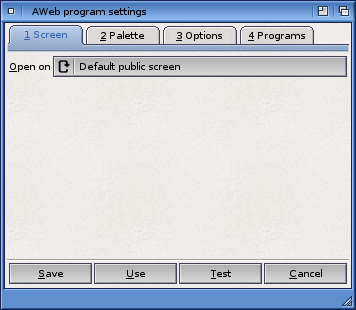 AWeb program settings
1 Screen 2 Palette 3 Options 4 Programs
Open on Default public screen
Save Use Test Cancel